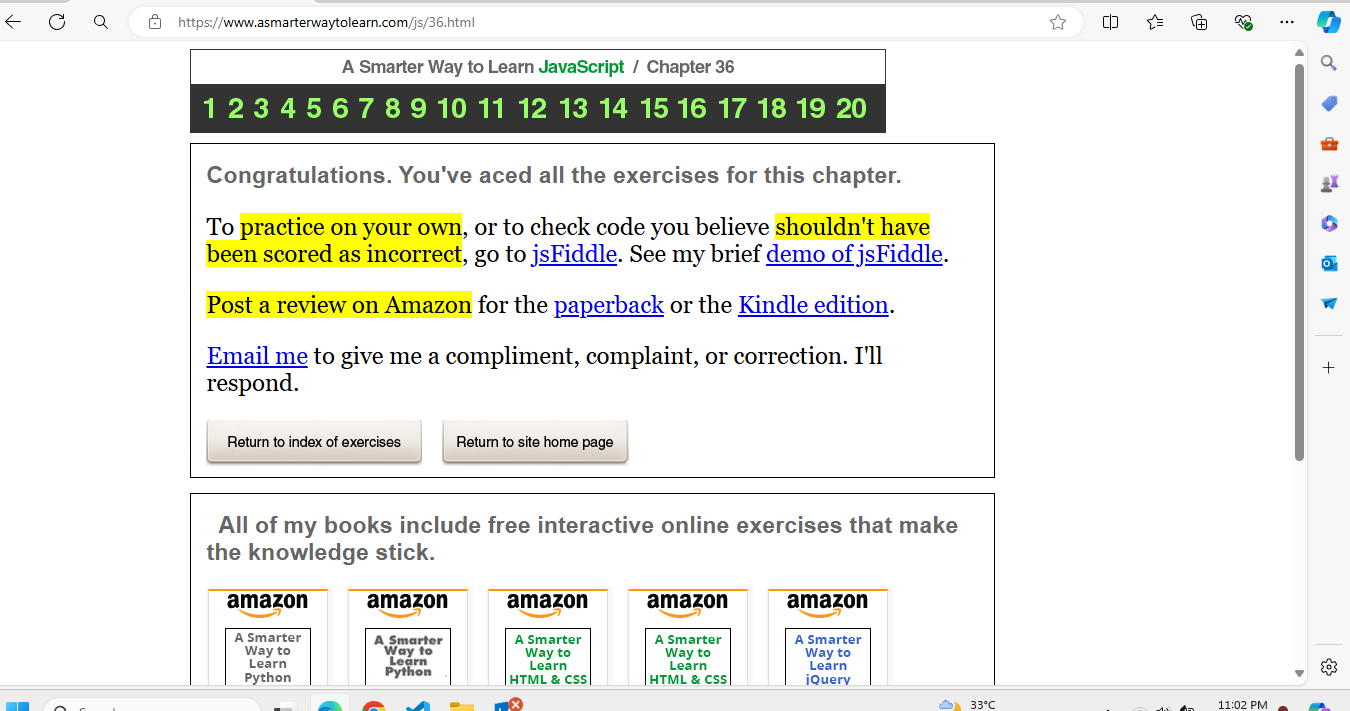 https://www.asmarterwaytolearn.com/js/36.html
A Smarter Way to Learn JavaScript / Chapter 36
1 2 3 4 5 6 7 8 9 10 11 12 13 14 15 16 17 18 19 20
Congratulations. You've aced all the exercises for this chapter.
To practice on your own, or to check code you believe shouldn't have
been scored as incorrect, go to jsFiddle. See my brief demo of jsFiddle.
Post a review on Amazon for the paperback or the Kindle edition.
Email me to give me a compliment, complaint, or correction. I'll
respond.
Return to index of exercises
Return to site home page
All of my books include free interactive online exercises that make
the knowledge stick.
amazon
A Smarter
Way to
Learn
Python
amazon
A Smarter
Way to
Learn
Python
amazon
A Smarter
Way to
Learn
HTML & CSS
amazon
A Smarter
Way to
Learn
HTML & CSS
amazon
A Smarter
Way to
Learn
jQuery
33°C
11:02 PM